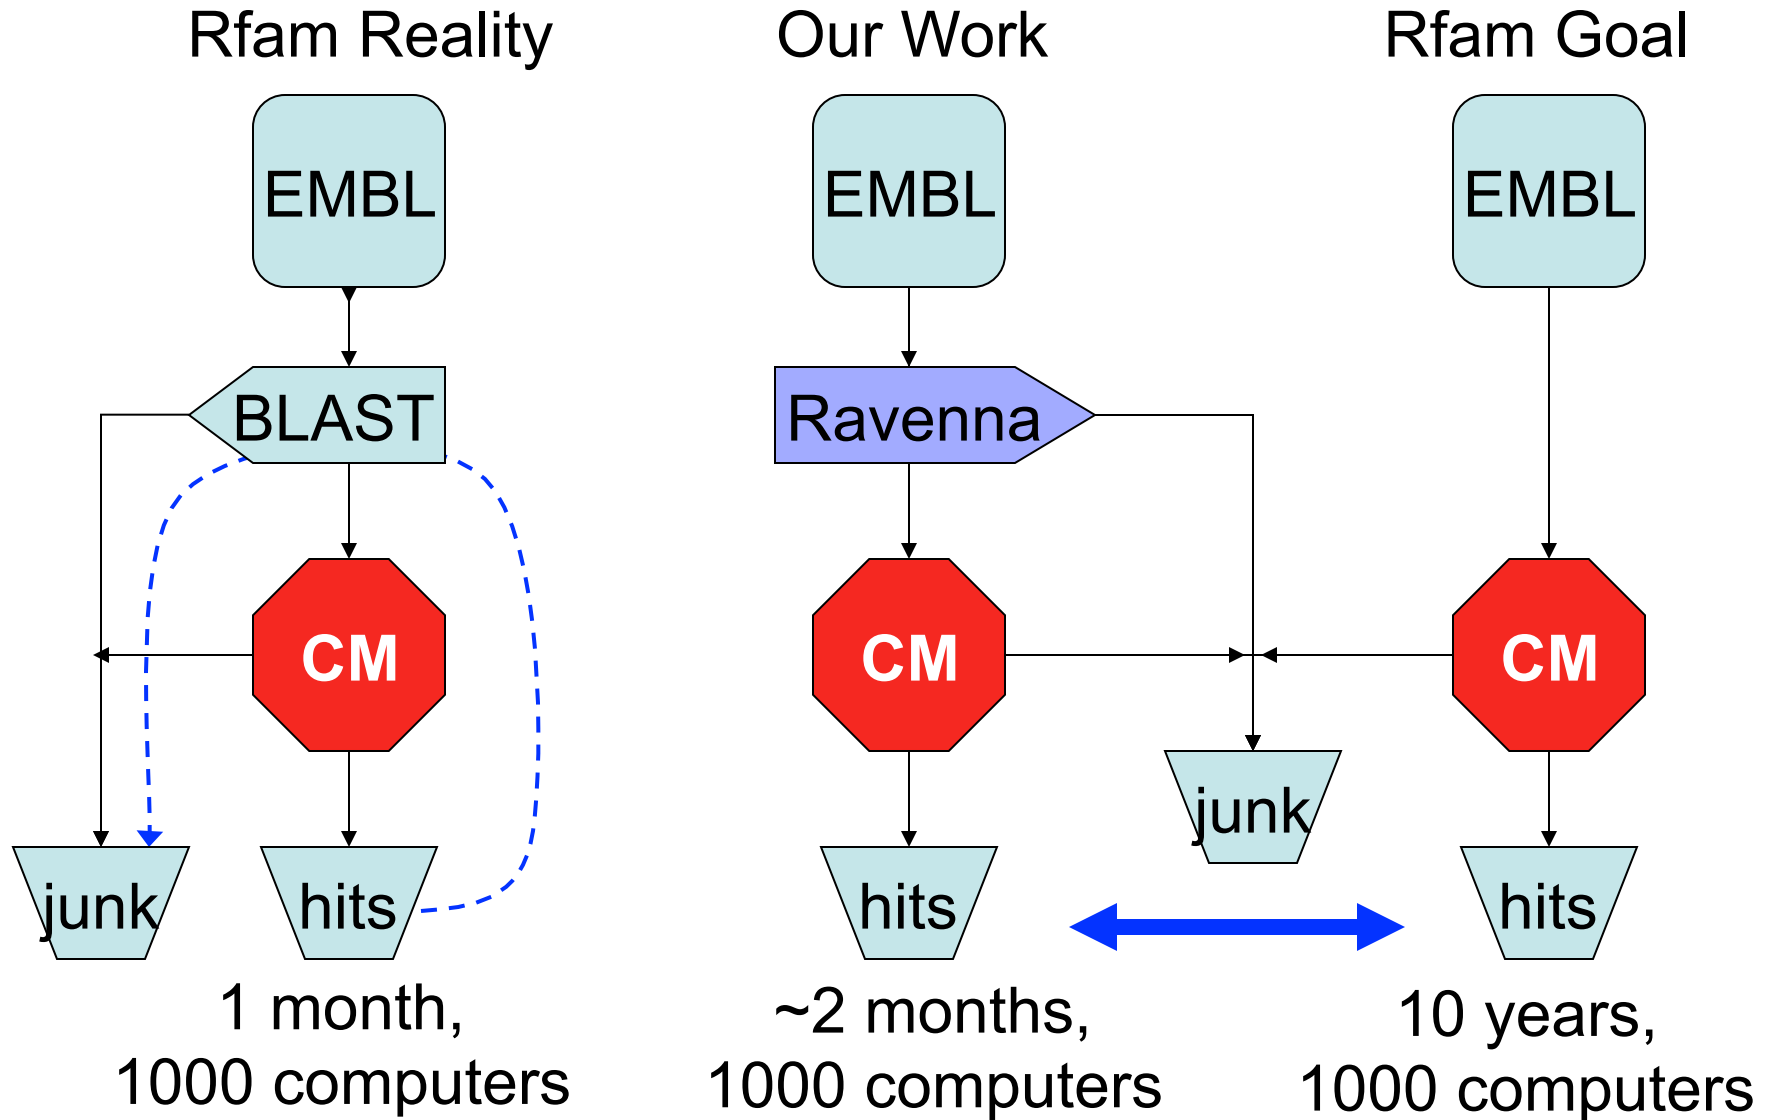 Rfam Reality
Our Work
Rfam Goal
EMBL
EMBL
EMBL
BLAST
Ravenna
CM
CM
CM
junk
junk
hits
hits
hits
1 month,
1000 computers
~2 months,
1000 computers
10 years,
1000 computers